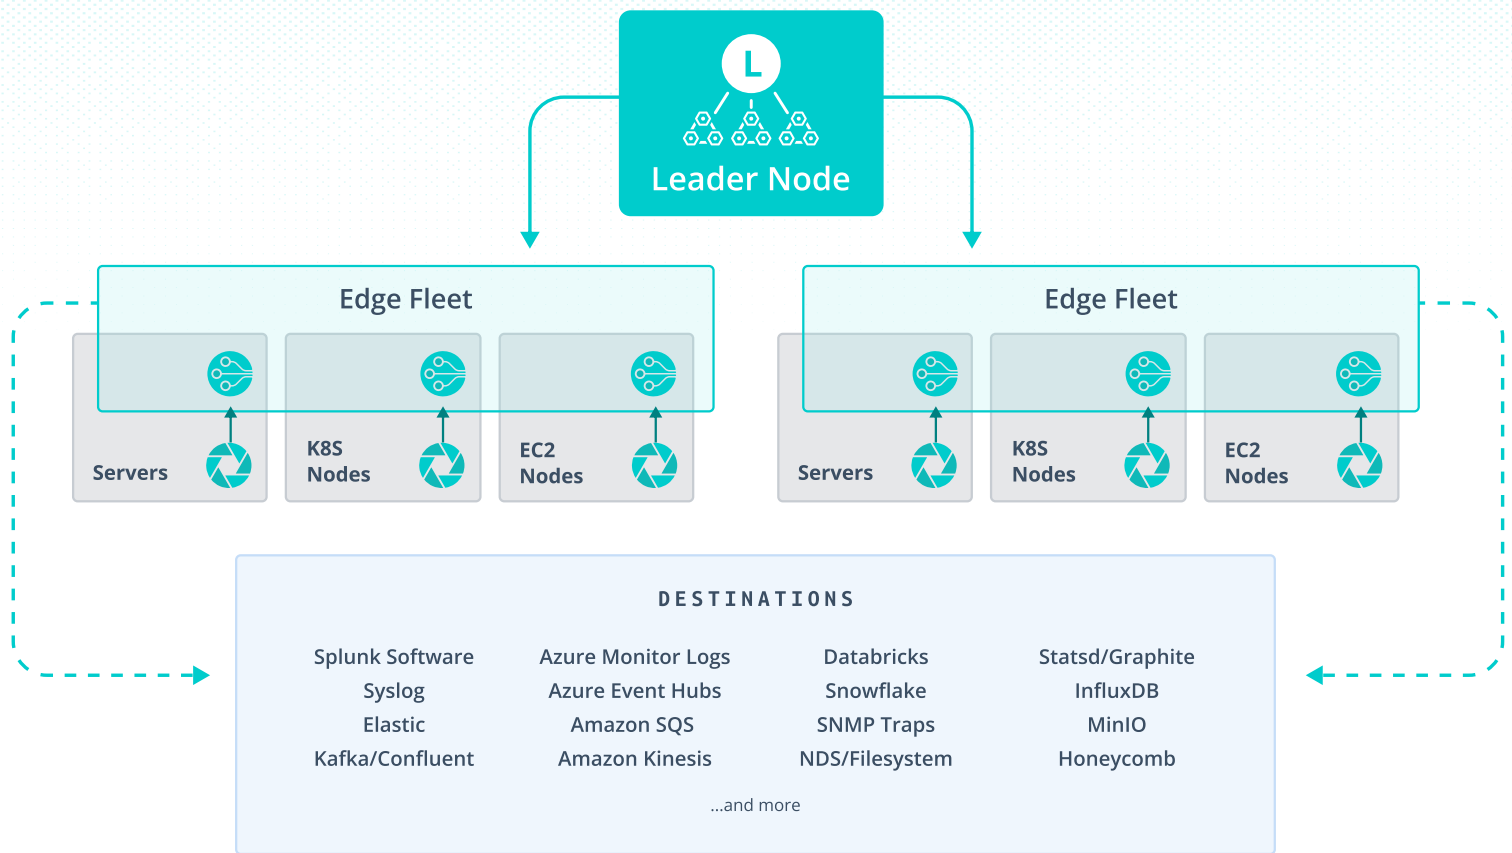 L
Leader Node
Edge Fleet
Servers
K8S
Nodes
EC2
Nodes
Edge Fleet
Servers
K8S
Nodes
EC2
Nodes
DESTINATIONS
Splunk Software
Syslog
Elastic
Kafka/Confluent
Azure Monitor Logs
Azure Event Hubs
Amazon SQS
Amazon Kinesis
Databricks
Snowflake
SNMP Traps
NDS/Filesystem
Statsd/Graphite
InfluxDB
MinIO
Honeycomb
...and more